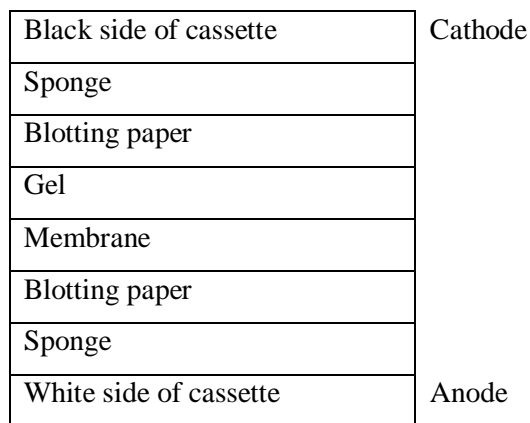 Black side of cassette Cathode
Sponge
Blotting paper
Gel
Membrane
Blotting paper
Sponge
White side of cassette Anode